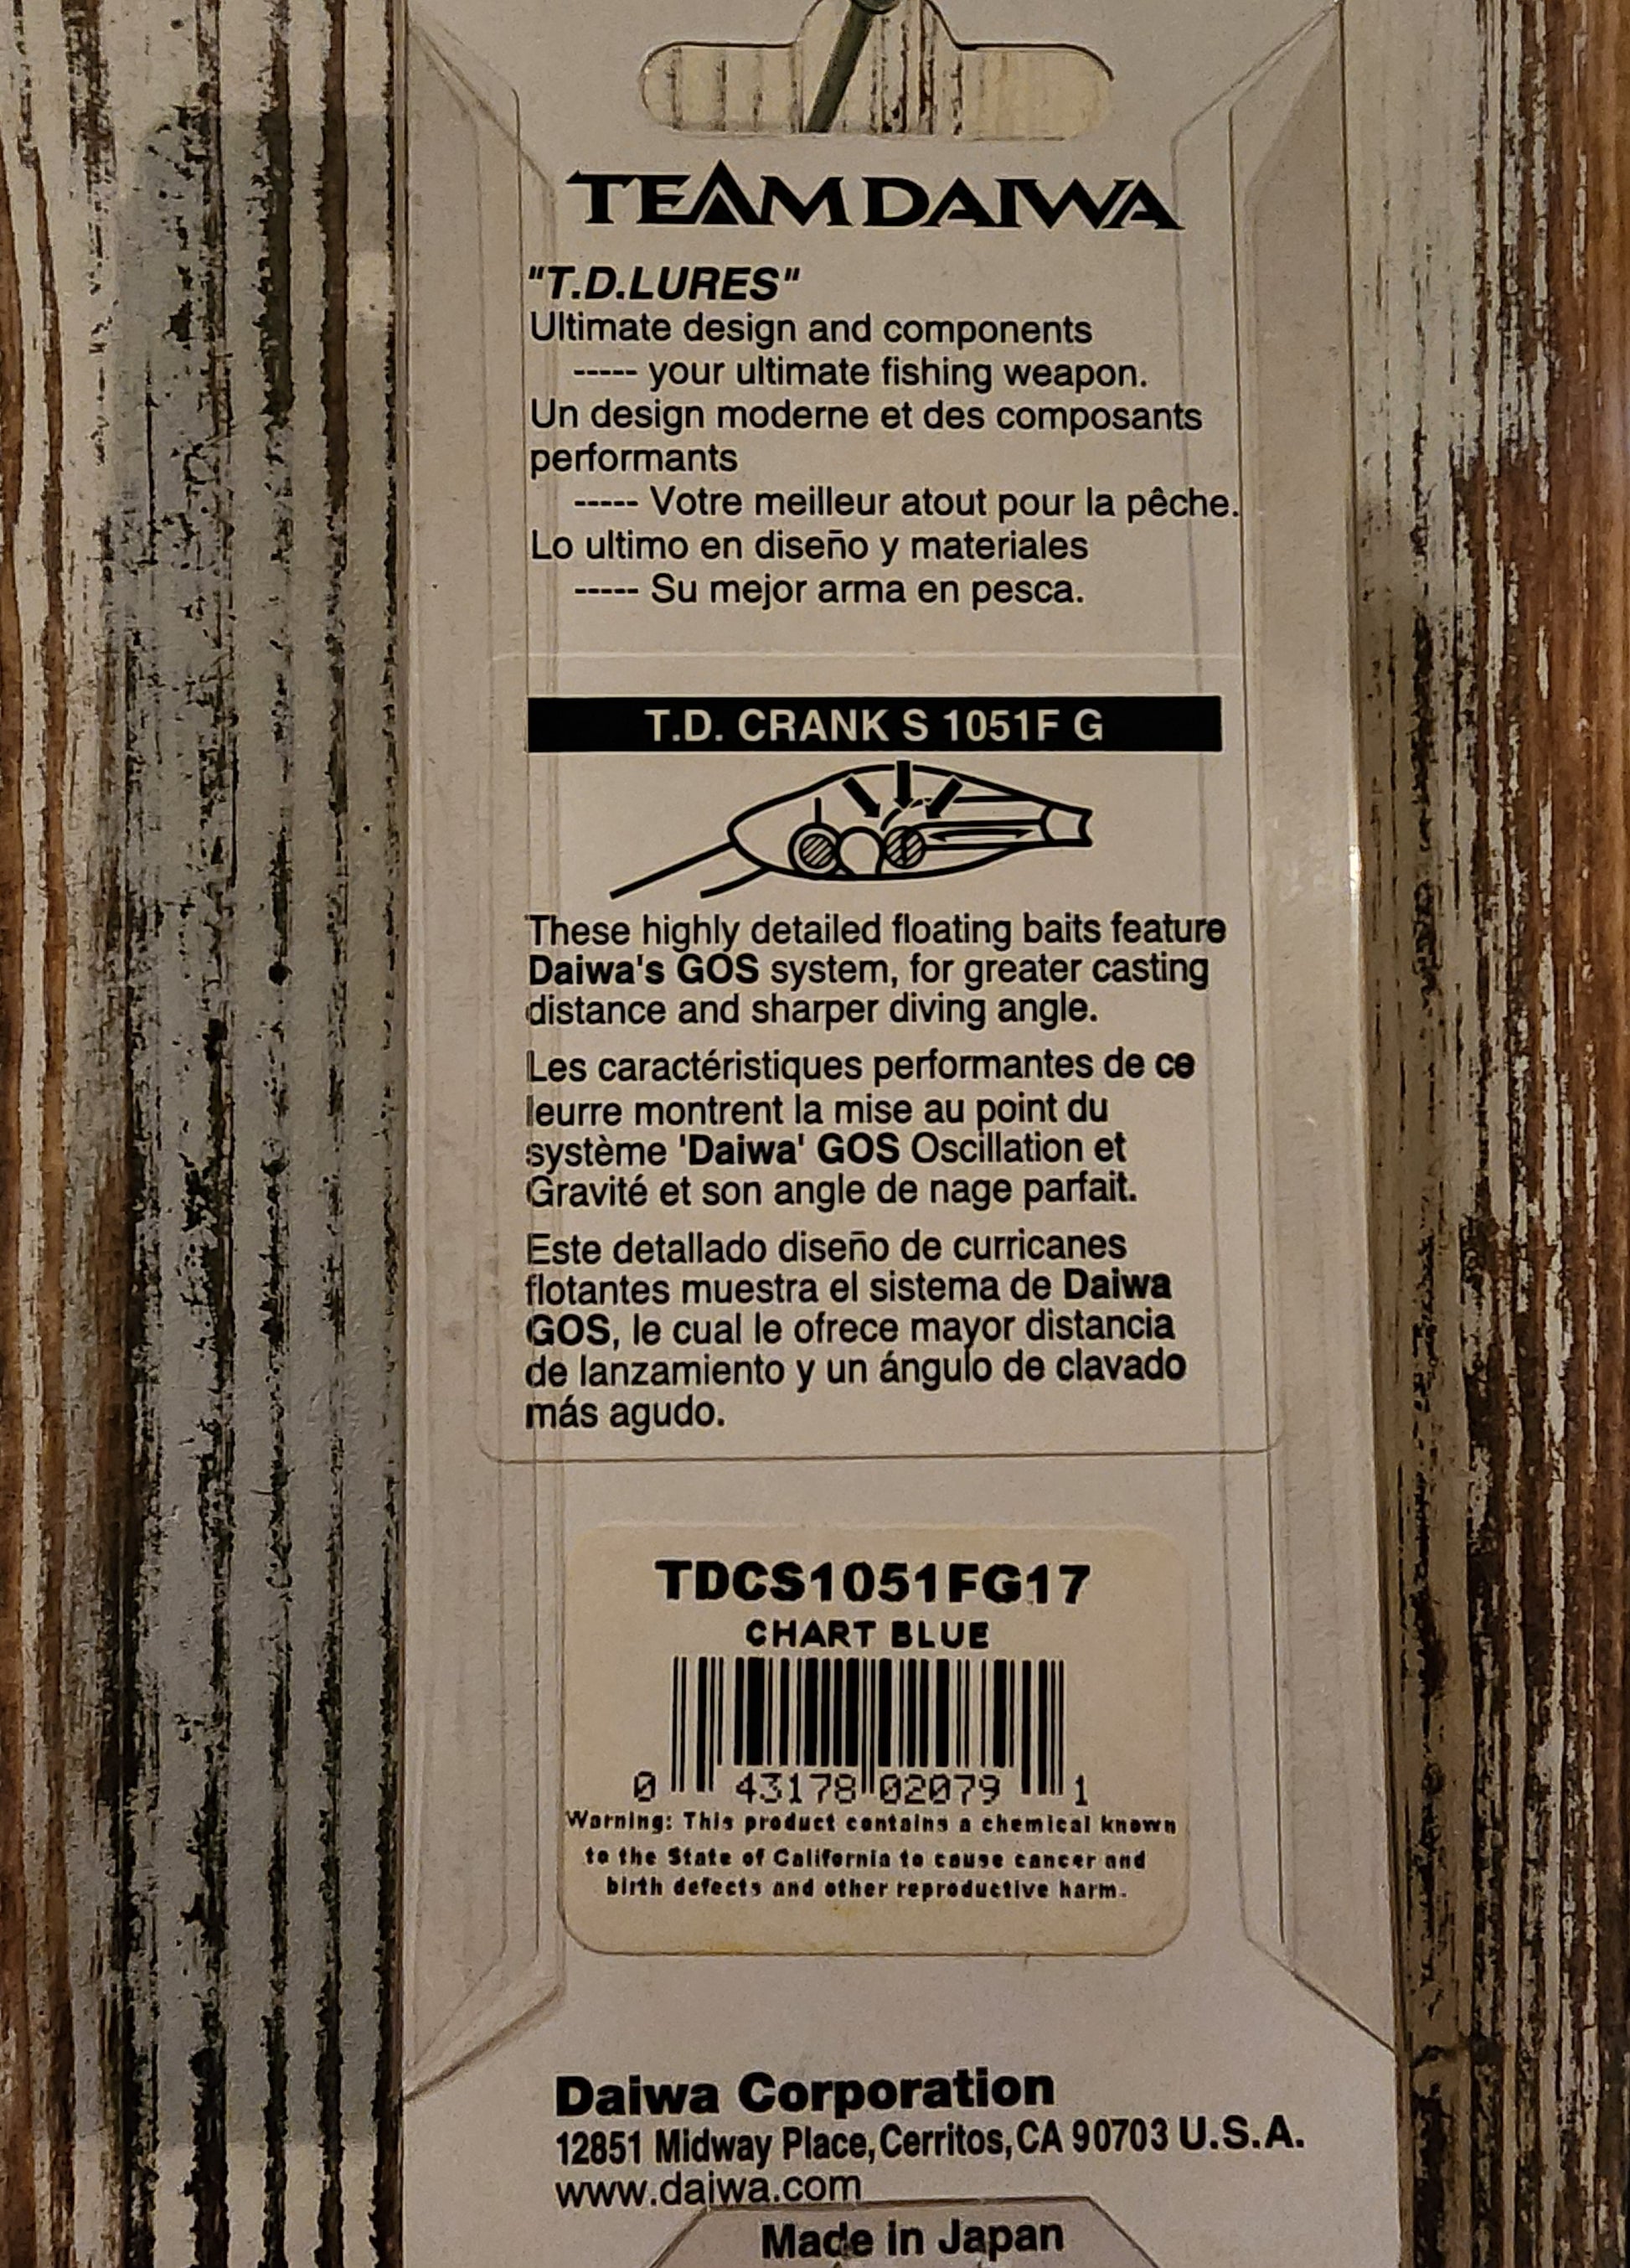 TEAMDAIWA
"T.D.LURES"
Ultimate design and components
----- your ultimate fishing weapon.
Un design moderne et des composants
performants
----- Votre meilleur atout pour la pêche.
Lo ultimo en diseño y materiales
----- Su mejor arma en pesca.
T.D. CRANK S 1051F G
These highly detailed floating baits feature
Daiwa's GOS system, for greater casting
distance and sharper diving angle.
Les caractéristiques performantes de ce
leurre montrent la mise au point du
système 'Daiwa' GOS Oscillation et
Gravité et son angle de nage parfait.
Este detallado diseño de curricanes
flotantes muestra el sistema de Daiwa
GOS, le cual le ofrece mayor distancia
de lanzamiento y un ángulo de clavado
más agudo.
TDCS1051FG17
CHART BLUE
0 43178 02079 1
Warning: This product contains a chemical known
to the State of California to cause cancer and
birth defects and other reproductive harm.
Daiwa Corporation
12851 Midway Place, Cerritos, CA 90703 U.S.A.
www.daiwa.com
Made in Japan